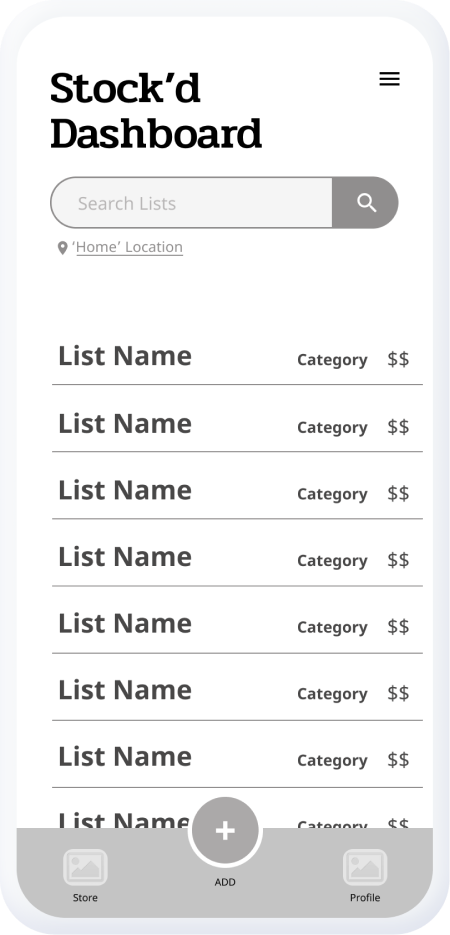 Stock’d
Dashboard
Search Lists
‘Home’ Location
List Name Category $$
List Name Category $$
List Name Category $$
List Name Category $$
List Name Category $$
List Name Category $$
List Name Category $$
List Name Category $$
ADD
Store Profile